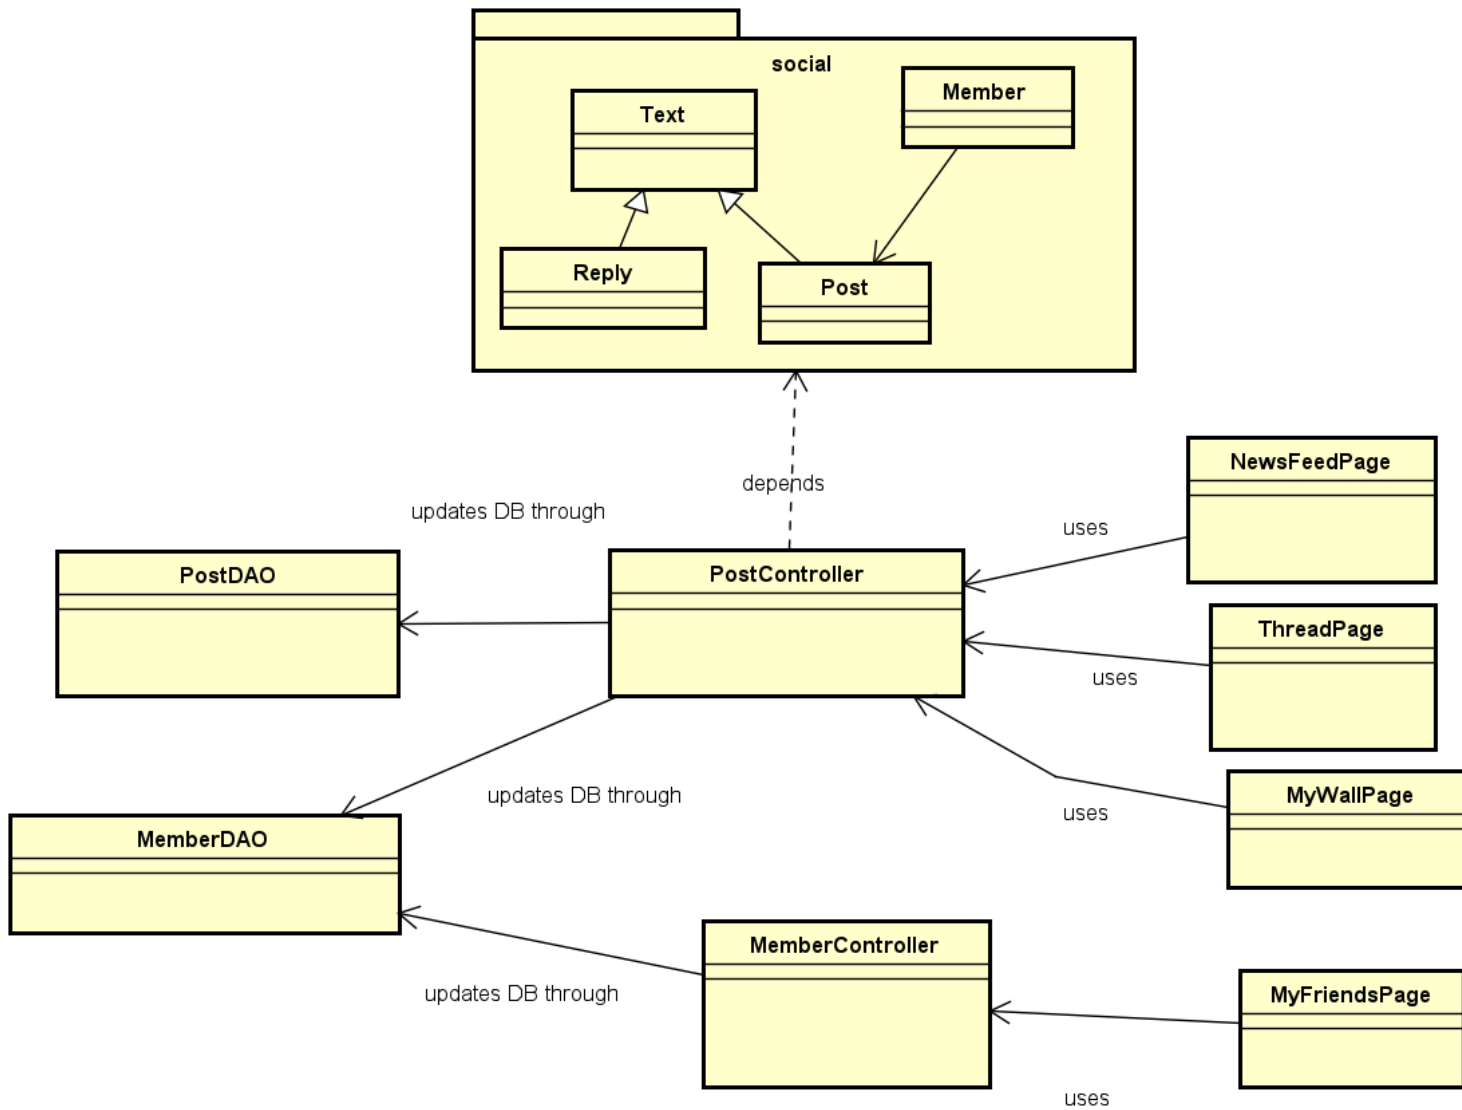 social
Member
Text
Reply
Post
NewsFeedPage
depends
updates DB through
uses
PostDAO
PostController
ThreadPage
uses
MyWallPage
updates DB through
uses
MemberDAO
MemberController
updates DB through
MyFriendsPage
uses